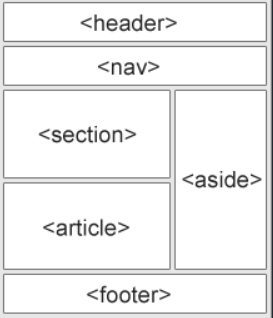 <header>
<nav>
<section>
<aside>
<article>
<footer>